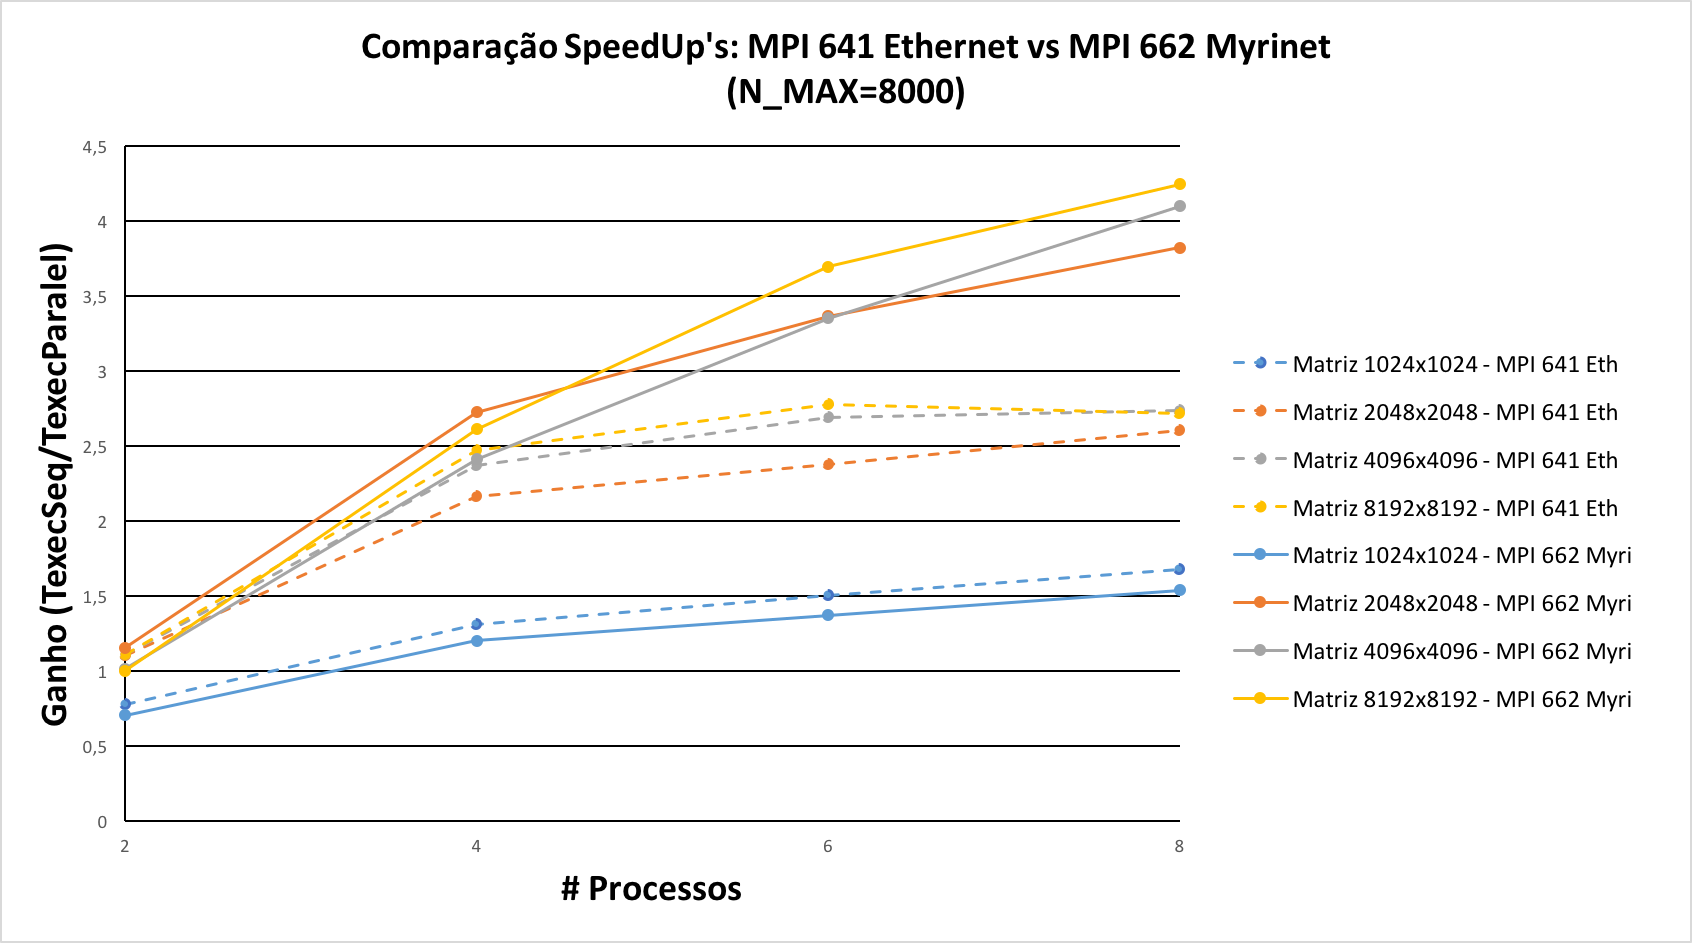 Comparação SpeedUp's: MPI 641 Ethernet vs MPI 662 Myrinet
(N_MAX=8000)
Ganho (TexecSeq/TexecParalel)
4,5
4
3,5
3
2,5
2
1,5
1
0,5
0
2
4
6
8
# Processos
Matriz 1024x1024 - MPI 641 Eth
Matriz 2048x2048 - MPI 641 Eth
Matriz 4096x4096 - MPI 641 Eth
Matriz 8192x8192 - MPI 641 Eth
Matriz 1024x1024 - MPI 662 Myri
Matriz 2048x2048 - MPI 662 Myri
Matriz 4096x4096 - MPI 662 Myri
Matriz 8192x8192 - MPI 662 Myri